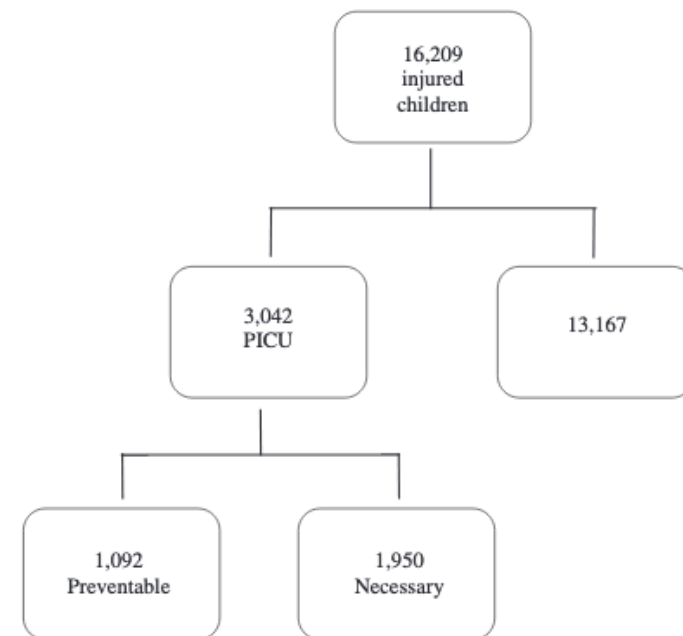 16,209
injured
children
3,042
PICU
13,167
1,092
Preventable
1,950
Necessary